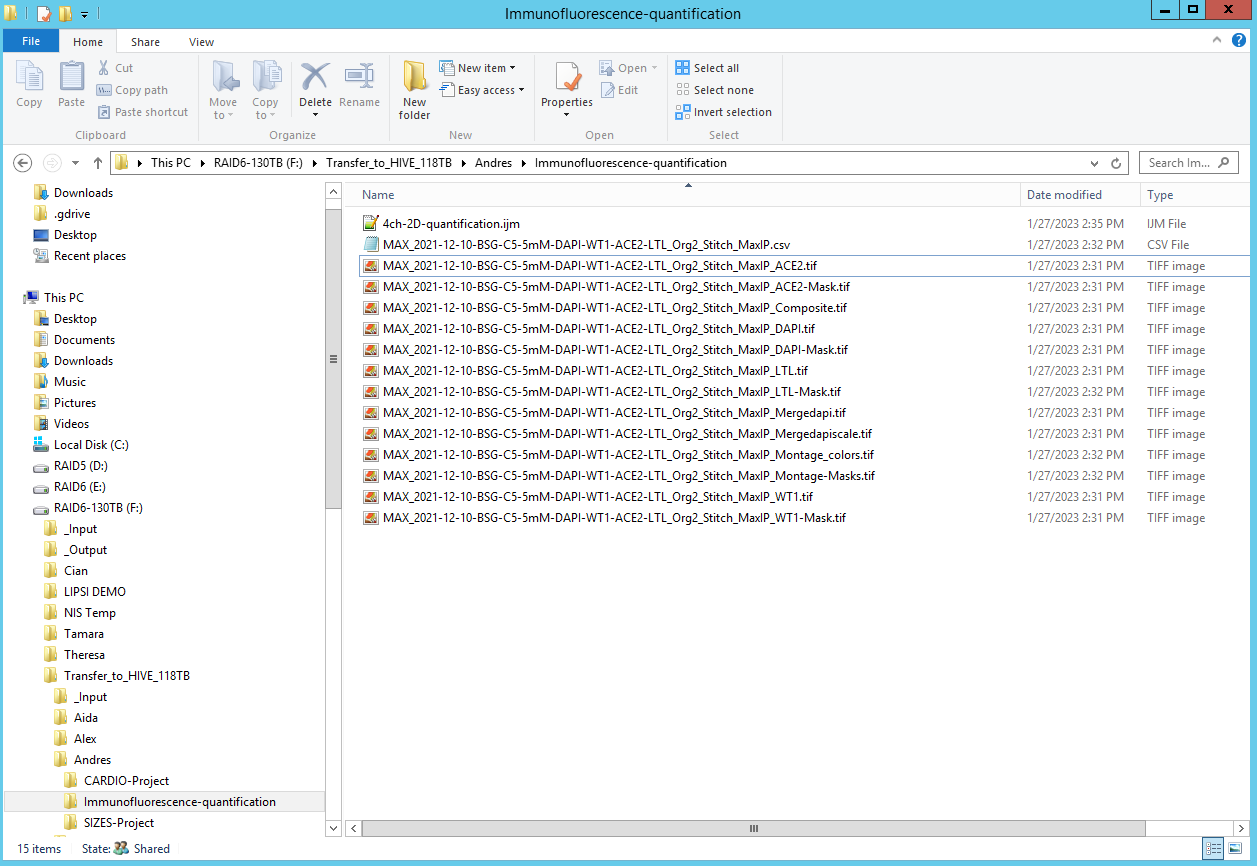 Immunofluorescence-quantification
File Home Share View
Copy Paste Cut Copy path Paste shortcut
Move to Copy to Delete Rename
New folder New item Easy access
Properties Open Edit
Select all Select none Invert selection
Clipboard Organize New Open Select
This PC RAID6-130TB (F:) Transfer_to_HIVE_118TB Andres Immunofluorescence-quantification Search Im...
Downloads
.gdrive
Desktop
Recent places
This PC
Desktop
Documents
Downloads
Music
Pictures
Videos
Local Disk (C:)
RAID5 (D:)
RAID6 (E:)
RAID6-130TB (F:)
_Input
_Output
Cian
LIPSI DEMO
NIS Temp
Tamara
Theresa
Transfer_to_HIVE_118TB
_Input
Aida
Alex
Andres
CARDIO-Project
Immunofluorescence-quantification
SIZES-Project
Name Date modified Type
4ch-2D-quantification.ijm 1/27/2023 2:35 PM IJM File
MAX_2021-12-10-BSG-C5-5mM-DAPI-WT1-ACE2-LTL_Org2_Stitch_MaxIP.csv 1/27/2023 2:32 PM CSV File
MAX_2021-12-10-BSG-C5-5mM-DAPI-WT1-ACE2-LTL_Org2_Stitch_MaxIP_ACE2.tif 1/27/2023 2:31 PM TIFF image
MAX_2021-12-10-BSG-C5-5mM-DAPI-WT1-ACE2-LTL_Org2_Stitch_MaxIP_ACE2-Mask.tif 1/27/2023 2:31 PM TIFF image
MAX_2021-12-10-BSG-C5-5mM-DAPI-WT1-ACE2-LTL_Org2_Stitch_MaxIP_Composite.tif 1/27/2023 2:31 PM TIFF image
MAX_2021-12-10-BSG-C5-5mM-DAPI-WT1-ACE2-LTL_Org2_Stitch_MaxIP_DAPI.tif 1/27/2023 2:31 PM TIFF image
MAX_2021-12-10-BSG-C5-5mM-DAPI-WT1-ACE2-LTL_Org2_Stitch_MaxIP_DAPI-Mask.tif 1/27/2023 2:31 PM TIFF image
MAX_2021-12-10-BSG-C5-5mM-DAPI-WT1-ACE2-LTL_Org2_Stitch_MaxIP_LTL.tif 1/27/2023 2:31 PM TIFF image
MAX_2021-12-10-BSG-C5-5mM-DAPI-WT1-ACE2-LTL_Org2_Stitch_MaxIP_LTL-Mask.tif 1/27/2023 2:32 PM TIFF image
MAX_2021-12-10-BSG-C5-5mM-DAPI-WT1-ACE2-LTL_Org2_Stitch_MaxIP_Mergedapi.tif 1/27/2023 2:31 PM TIFF image
MAX_2021-12-10-BSG-C5-5mM-DAPI-WT1-ACE2-LTL_Org2_Stitch_MaxIP_Mergedapiscale.tif 1/27/2023 2:31 PM TIFF image
MAX_2021-12-10-BSG-C5-5mM-DAPI-WT1-ACE2-LTL_Org2_Stitch_MaxIP_Montage_colors.tif 1/27/2023 2:32 PM TIFF image
MAX_2021-12-10-BSG-C5-5mM-DAPI-WT1-ACE2-LTL_Org2_Stitch_MaxIP_Montage-Masks.tif 1/27/2023 2:32 PM TIFF image
MAX_2021-12-10-BSG-C5-5mM-DAPI-WT1-ACE2-LTL_Org2_Stitch_MaxIP_WT1.tif 1/27/2023 2:31 PM TIFF image
MAX_2021-12-10-BSG-C5-5mM-DAPI-WT1-ACE2-LTL_Org2_Stitch_MaxIP_WT1-Mask.tif 1/27/2023 2:31 PM TIFF image
15 items State: Shared